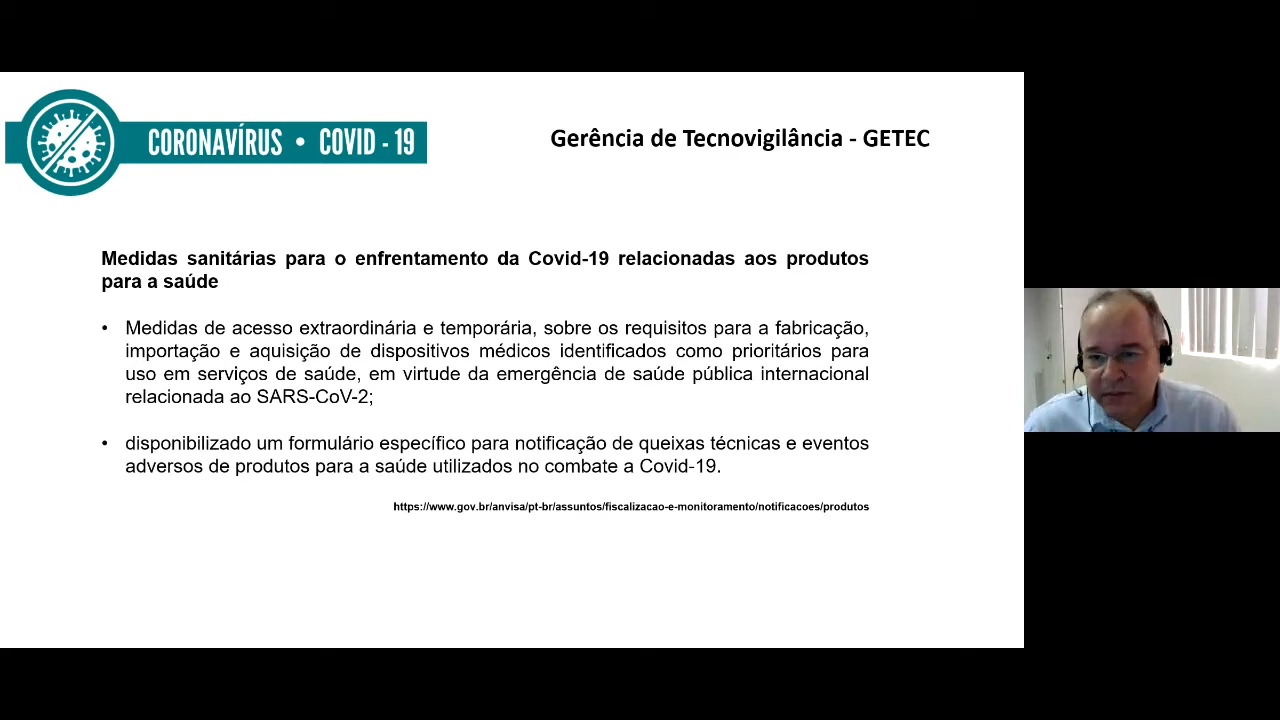 CORONAVÍRUS • COVID - 19
Gerência de Tecnovigilância - GETEC
Medidas sanitárias para o enfrentamento da Covid-19 relacionadas aos produtos
para a saúde
• Medidas de acesso extraordinária e temporária, sobre os requisitos para a fabricação,
importação e aquisição de dispositivos médicos identificados como prioritários para
uso em serviços de saúde, em virtude da emergência de saúde pública internacional
relacionada ao SARS-CoV-2;
• disponibilizado um formulário específico para notificação de queixas técnicas e eventos
adversos de produtos para a saúde utilizados no combate a Covid-19.
https://www.gov.br/anvisa/pt-br/assuntos/fiscalizacao-e-monitoramento/notificacoes/produtos